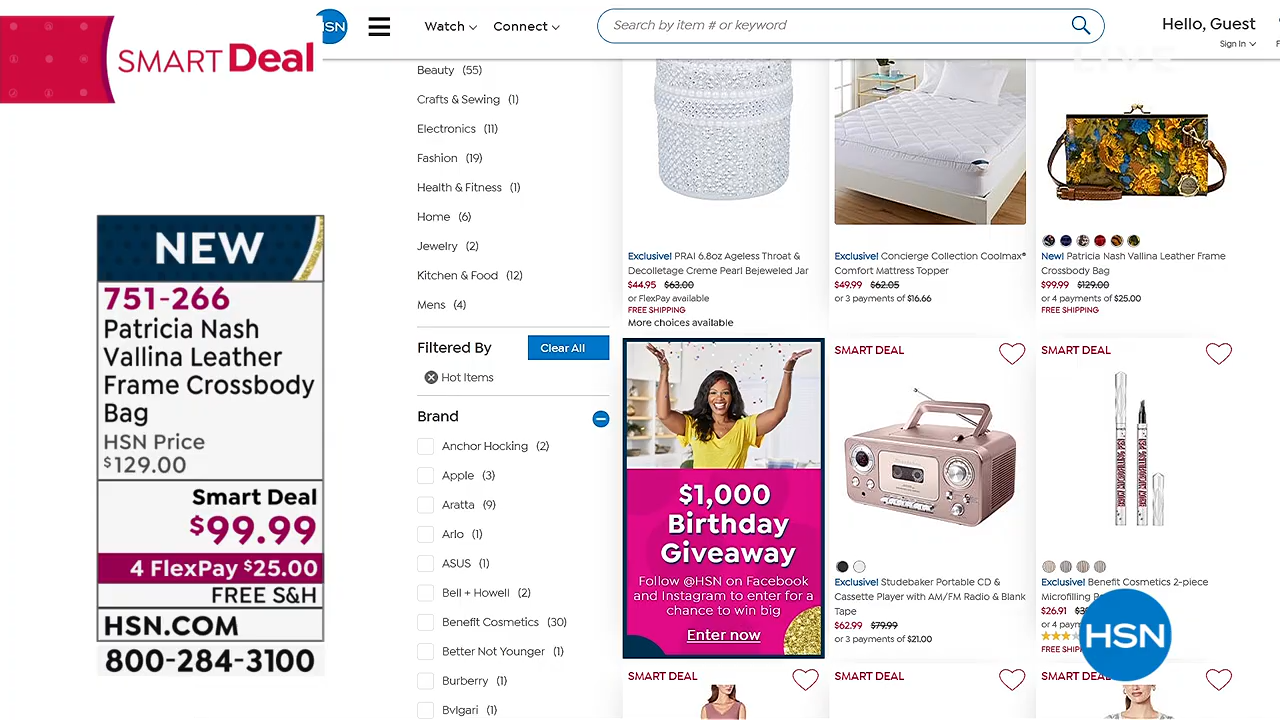 SMART Deal
HSN
Watch
Connect
Search by item # or keyword
Hello, Guest
Sign In
LIVE
NEW
751-266
Patricia Nash
Vallina Leather
Frame Crossbody
Bag
HSN Price
$129.00
Smart Deal
$99.99
4 FlexPay $25.00
FREE S&H
HSN.COM
800-284-3100
Beauty (55)
Crafts & Sewing (1)
Electronics (11)
Fashion (19)
Health & Fitness (1)
Home (6)
Jewelry (2)
Kitchen & Food (12)
Mens (4)
Filtered By
Clear All
Hot Items
Brand
Anchor Hocking (2)
Apple (3)
Aratta (9)
Arlo (1)
ASUS (1)
Bell + Howell (2)
Benefit Cosmetics (30)
Better Not Younger (1)
Burberry (1)
Bvlgari (1)
Exclusive! PRAI 6.8oz Ageless Throat &
Decolletage Creme Pearl Bejeweled Jar
$44.95 $63.00
or FlexPay available
FREE SHIPPING
More choices available
Exclusive! Concierge Collection Coolmax®
Comfort Mattress Topper
$49.99 $62.05
or 3 payments of $16.66
New! Patricia Nash Vallina Leather Frame
Crossbody Bag
$99.99 $129.00
or 4 payments of $25.00
FREE SHIPPING
$1,000
Birthday
Giveaway
Follow @HSN on Facebook
and Instagram to enter for a
chance to win big
Enter now
SMART DEAL
Exclusive! Studebaker Portable CD &
Cassette Player with AM/FM Radio & Blank
Tape
$62.99 $79.99
or 3 payments of $21.00
SMART DEAL
Exclusive! Benefit Cosmetics 2-piece
Microfilling
$26.91
or 4
FREE
HSN
SMART DEAL
SMART DEAL
SMART DEAL